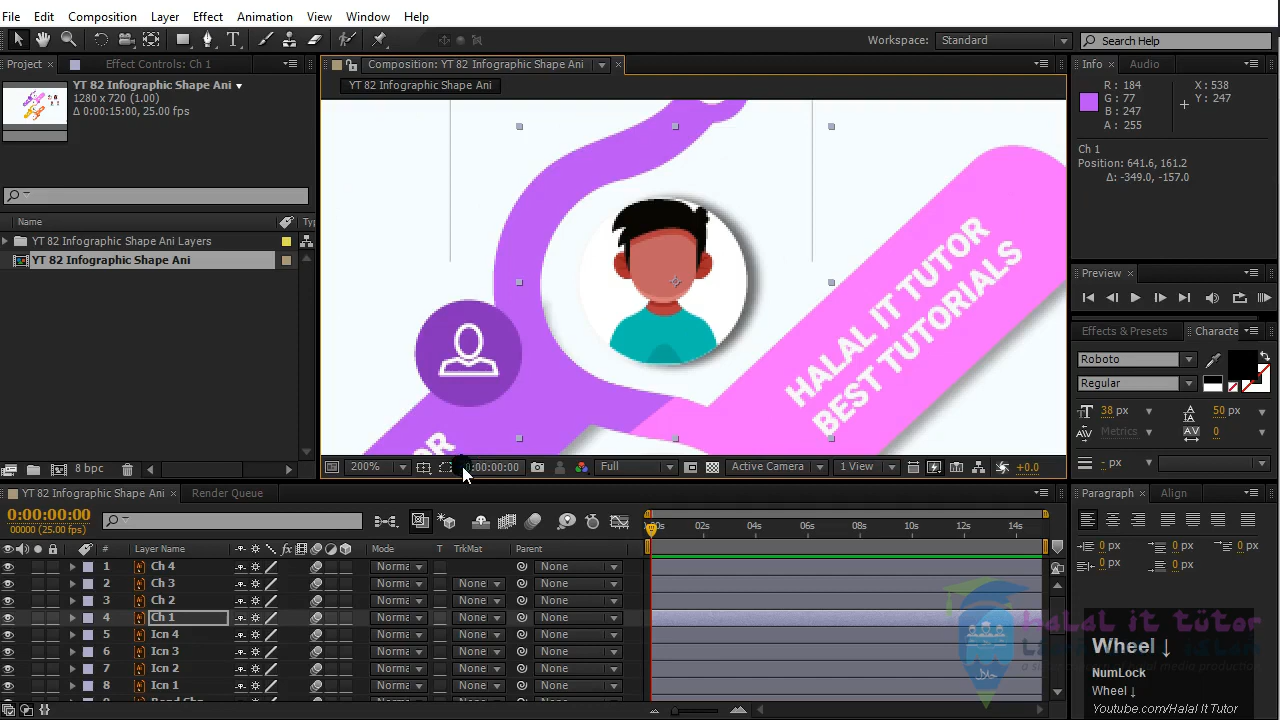 File Edit Composition Layer Effect Animation View Window Help
Workspace: Standard Search Help
Project Effect Controls: Ch 1
Composition: YT 82 Infographic Shape Ani
Info Audio
YT 82 Infographic Shape Ani
1280 x 720 (1.00)
Δ 0:00:15:00, 25.00 fps
YT 82 Infographic Shape Ani
R : 184
G : 77
B : 247
A : 255
X : 538
Y : 247
Ch 1
Position: 641.6, 161.2
Δ: -349.0, -157.0
Name
YT 82 Infographic Shape Ani Layers
YT 82 Infographic Shape Ani
HALAL IT TUTOR
BEST TUTORIALS
Preview
Effects & Presets Characte
Roboto
Regular
38 px 50
Metrics 0
- px
8 bpc
200% 0:00:00:00 Full Active Camera 1 View +0.0
YT 82 Infographic Shape Ani Render Queue
Paragraph Align
0:00:00:00
00000 (25.00 fps)
02s 04s 06s 08s 10s 12s 14s
# Layer Name Mode T TrkMat Parent
0 px 0 px 0 px
0 px 0 px
1 Ch 4 Norma None
2 Ch 3 Norma None None
3 Ch 2 Norma None None
4 Ch 1 Norma None None
5 Icn 4 Norma None None
6 Icn 3 Norma None None
7 Icn 2 Norma None None
8 Icn 1 Norma None None
halal it tutor
Wheel ↓
NumLock
Wheel ↓
Youtube.com/Halal It Tutor